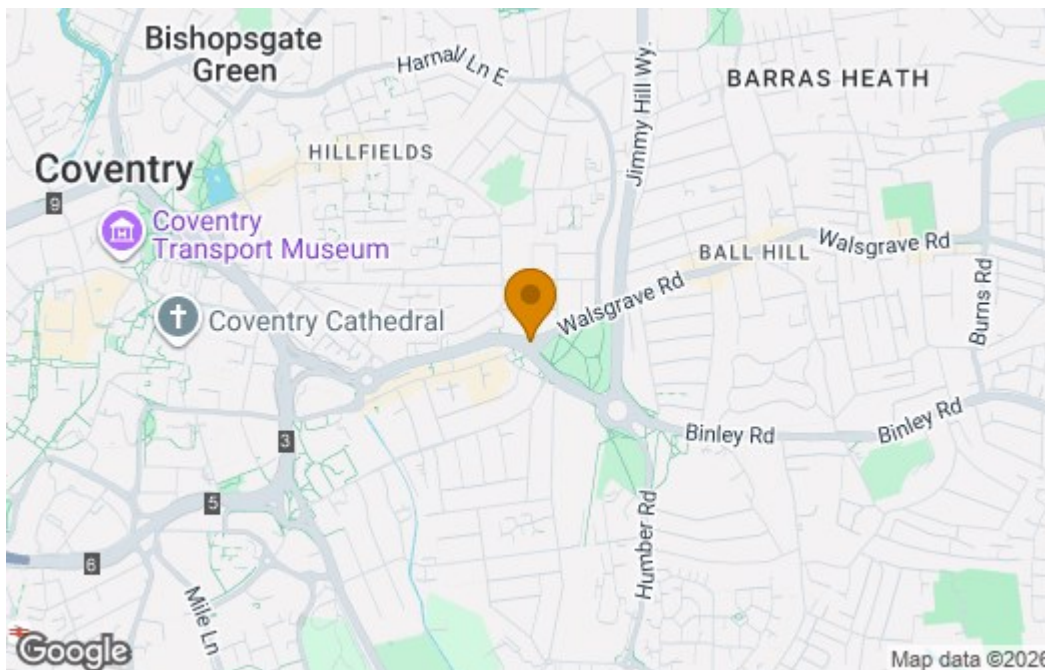 Bishopsgate
Green
Harnall Ln E
Jimmy Hill Wy.
BARRAS HEATH
Coventry
HILLFIELDS
9
Coventry
Transport Museum
BALL HILL
Walsgrave Rd
Walsgrave Rd
Burns Rd
Coventry Cathedral
Binley Rd
Binley Rd
3
5
6
Humber Rd
Mile Ln
Google
Map data ©2026